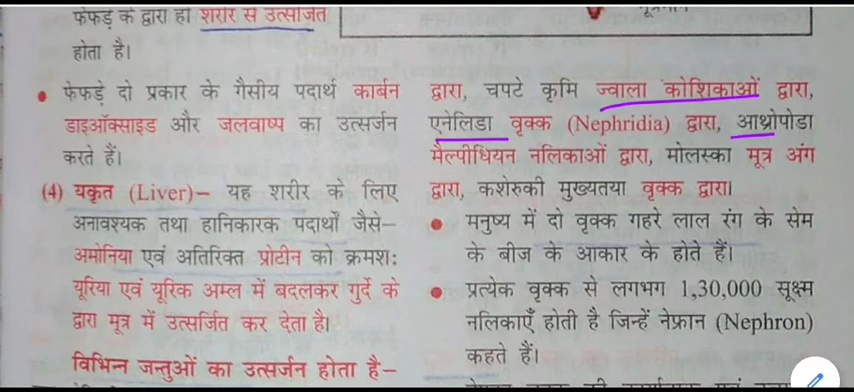 फेफड़े के द्वारा ही शरीर से उत्सर्जित
होता है।
• फेफड़े दो प्रकार के गैसीय पदार्थ कार्बन
डाइऑक्साइड और जलवाष्प का उत्सर्जन
करते हैं।
(4) यकृत (Liver)– यह शरीर के लिए
अनावश्यक तथा हानिकारक पदार्थों जैसे–
अमोनिया एवं अतिरिक्त प्रोटीन को क्रमशः
यूरिया एवं यूरिक अम्ल में बदलकर गुर्दे के
द्वारा मूत्र में उत्सर्जित कर देता है।
विभिन्न जन्तुओं का उत्सर्जन होता है–
द्वारा, चपटे कृमि ज्वाला कोशिकाओं द्वारा,
एनेलिडा वृक्क (Nephridia) द्वारा, आथ्रोपोडा
मैल्पीधियन नलिकाओं द्वारा, मोलस्का मूत्र अंग
द्वारा, कशेरुकी मुख्यतया वृक्क द्वारा।
• मनुष्य में दो वृक्क गहरे लाल रंग के सेम
के बीज के आकार के होते हैं।
• प्रत्येक वृक्क से लगभग 1,30,000 सूक्ष्म
नलिकाएँ होती है जिन्हें नेफ्रान (Nephron)
कहते हैं।